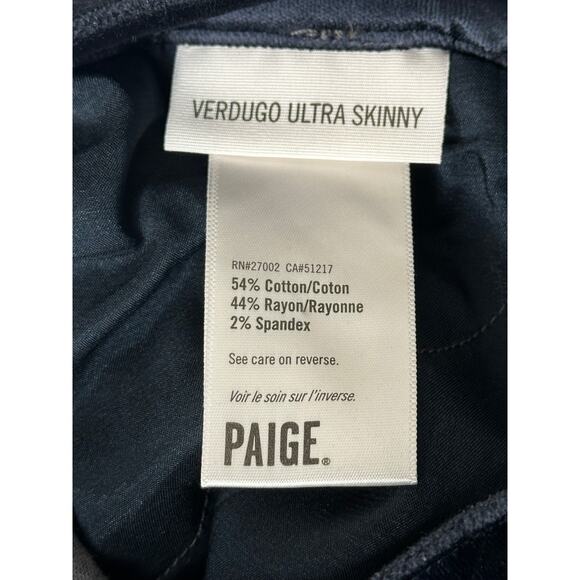 VERDUGO ULTRA SKINNY
RN#27002 CA#51217
54% Cotton/Coton
44% Rayon/Rayonne
2% Spandex
See care on reverse.
Voir le soin sur l'inverse.
PAIGE®